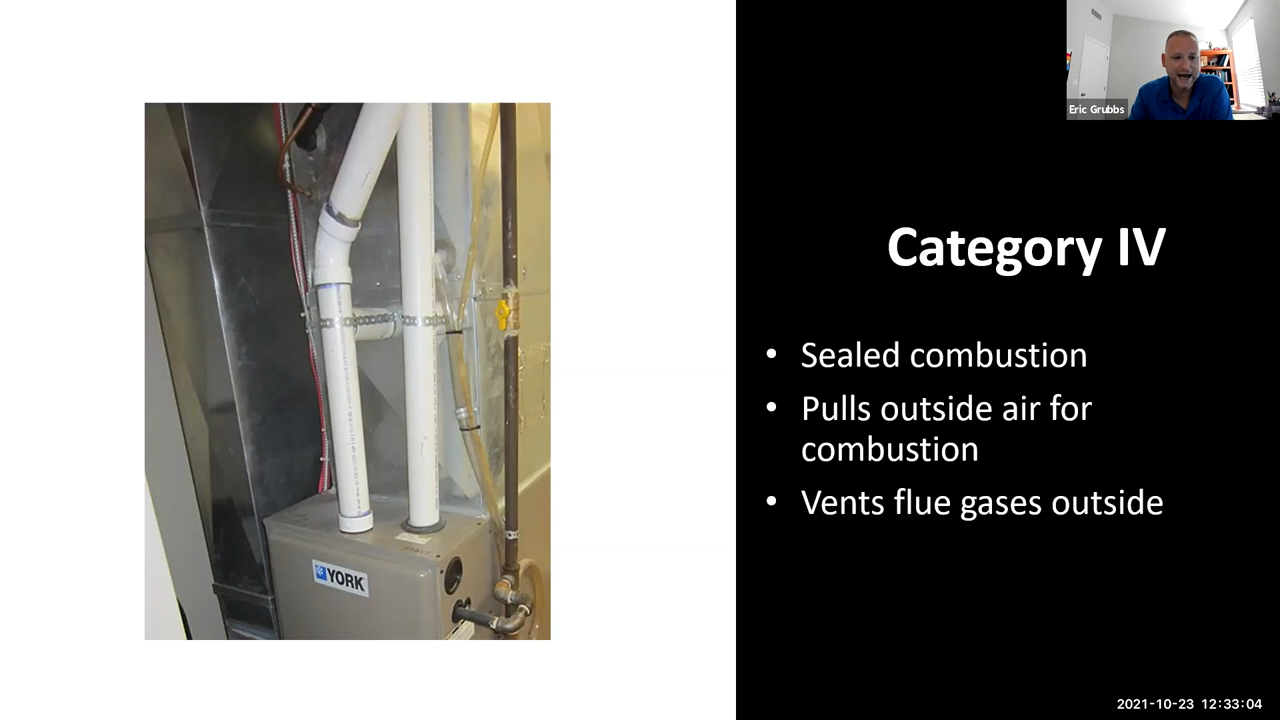 Eric Grubbs
Category IV
• Sealed combustion
• Pulls outside air for
combustion
• Vents flue gases outside
YORK
2021-10-23 12:33:04